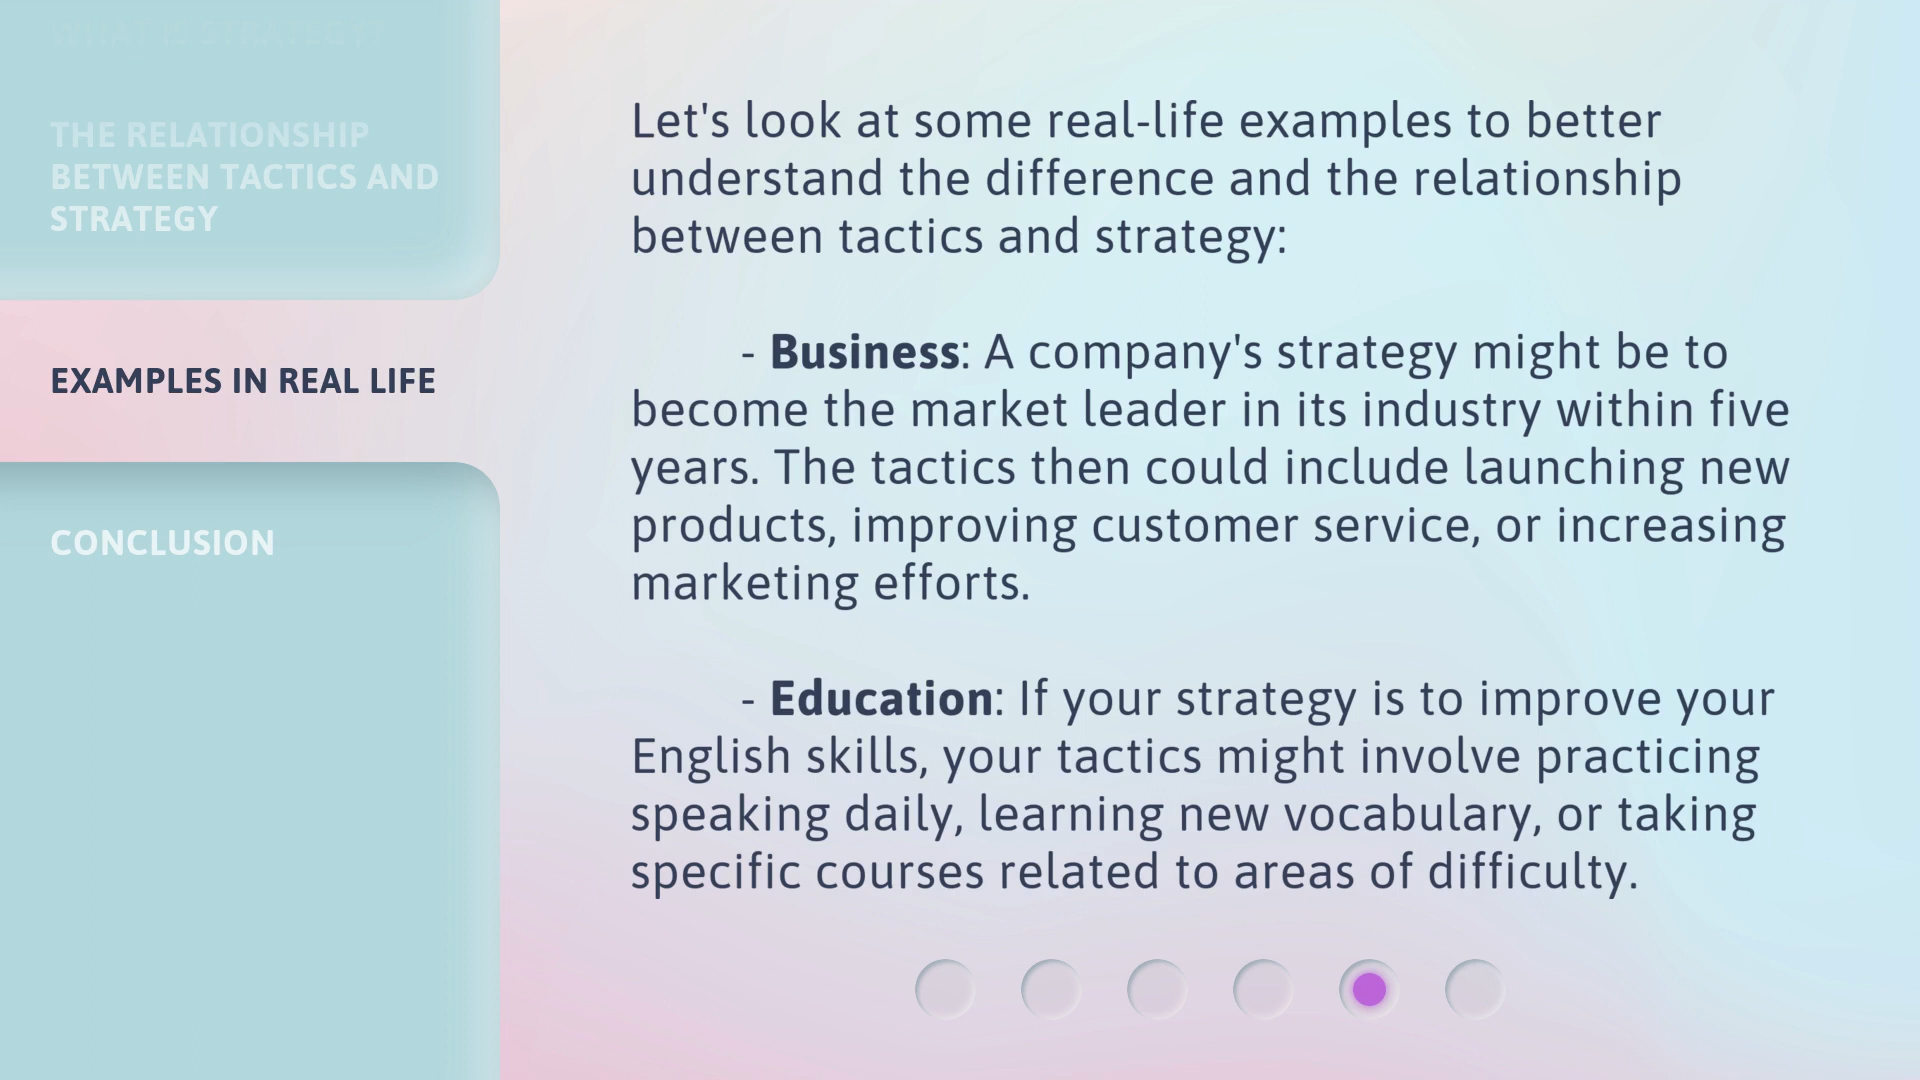 THE RELATIONSHIP
BETWEEN TACTICS AND
STRATEGY
EXAMPLES IN REAL LIFE
CONCLUSION
Let's look at some real-life examples to better
understand the difference and the relationship
between tactics and strategy:
- Business: A company's strategy might be to
become the market leader in its industry within five
years. The tactics then could include launching new
products, improving customer service, or increasing
marketing efforts.
- Education: If your strategy is to improve your
English skills, your tactics might involve practicing
speaking daily, learning new vocabulary, or taking
specific courses related to areas of difficulty.